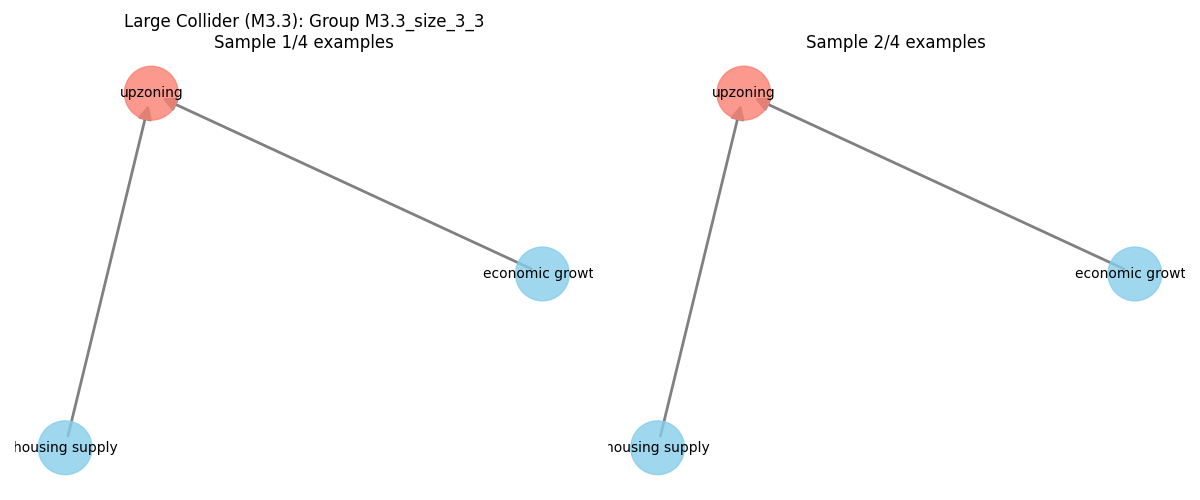 Large Collider (M3.3): Group M3.3_size_3_3
Sample 1/4 examples
upzoning
economic growt
housing supply
Sample 2/4 examples
upzoning
economic growt
housing supply